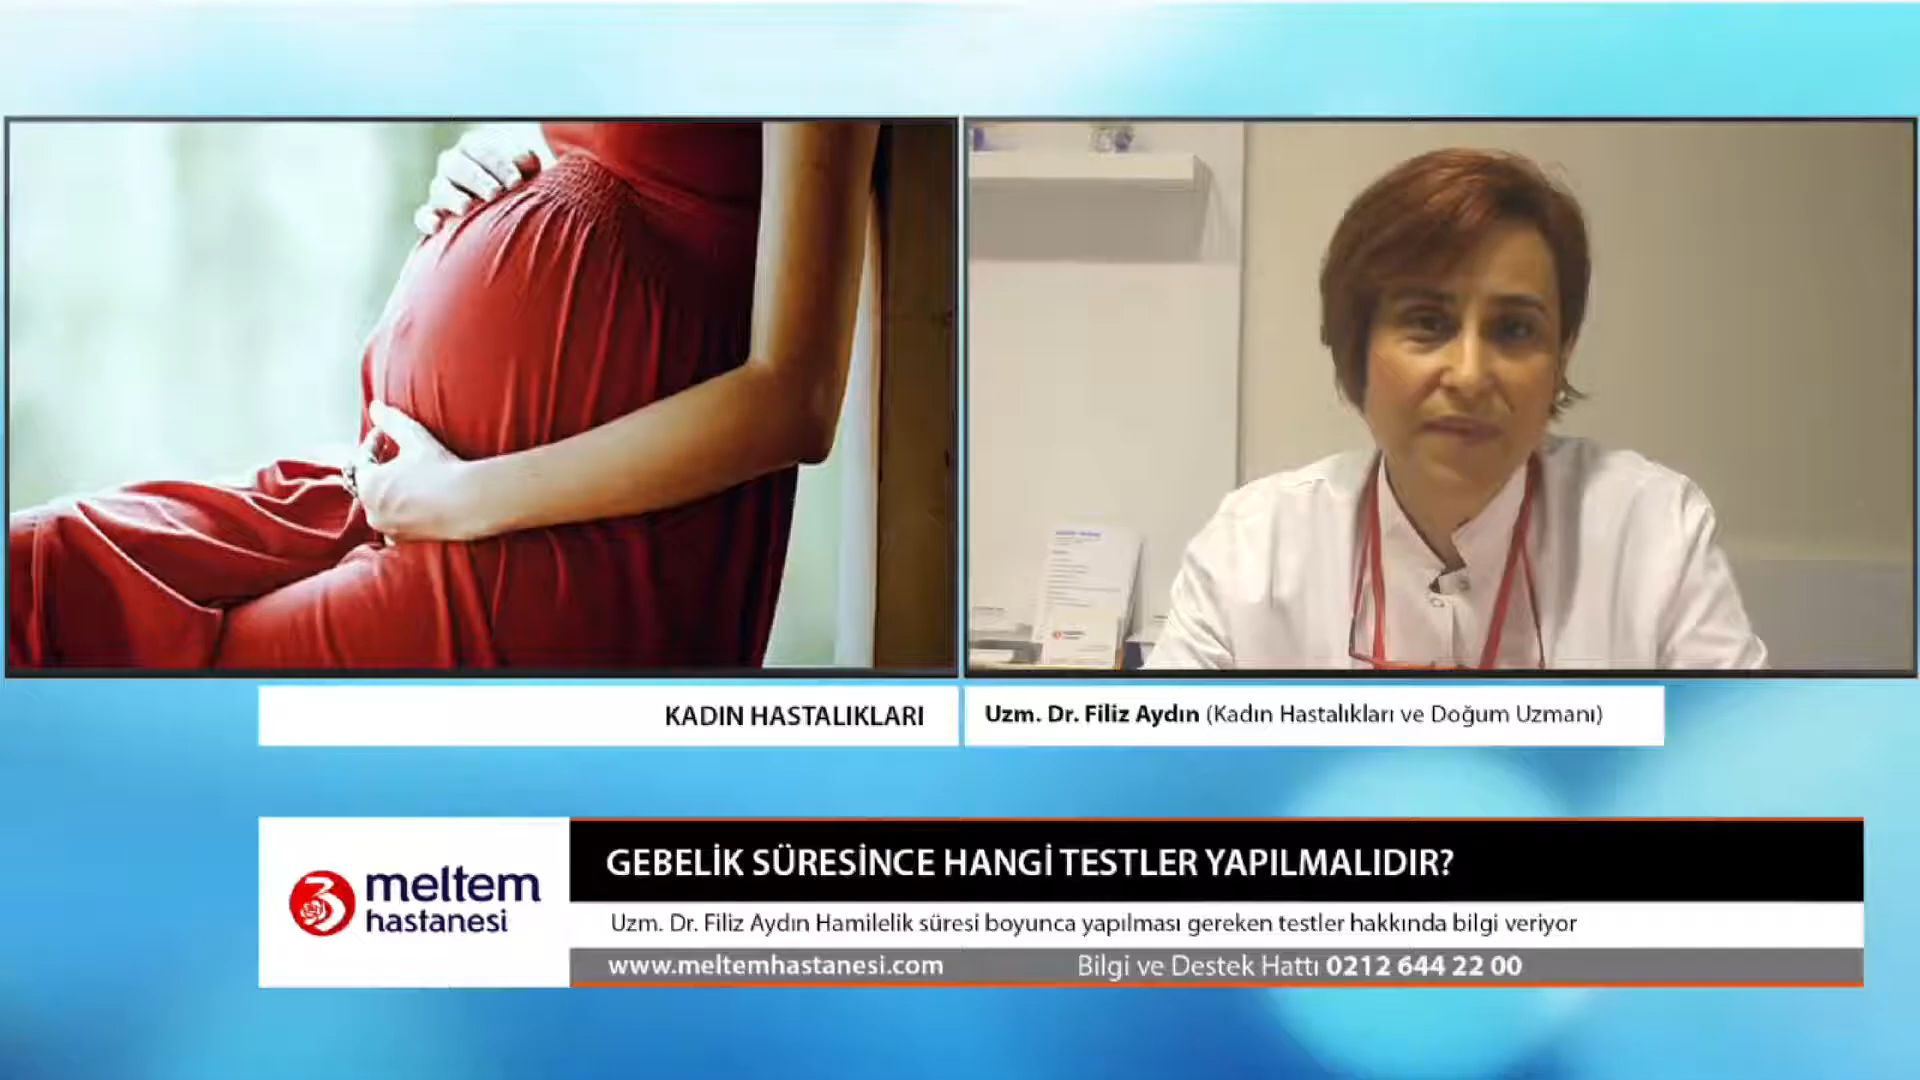 KADIN HASTALIKLARI
Uzm. Dr. Filiz Aydın (Kadın Hastalıkları ve Doğum Uzmanı)
3 meltem
hastanesi
GEBELİK SÜRESİNCE HANGİ TESTLER YAPILMALIDIR?
Uzm. Dr. Filiz Aydın Hamilelik süresi boyunca yapılması gereken testler hakkında bilgi veriyor
www.meltemhastanesi.com
Bilgi ve Destek Hattı 0212 644 22 00